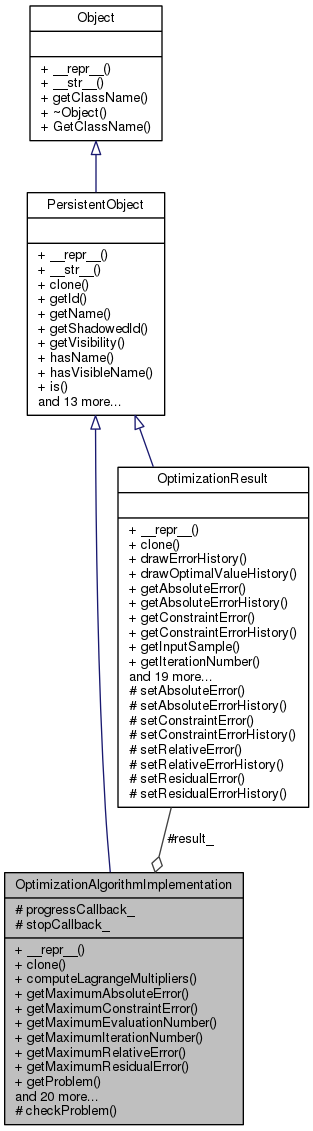 Object
+ __repr__()
+ __str__()
+ getClassName()
+ ~Object()
+ GetClassName()
PersistentObject
+ __repr__()
+ __str__()
+ clone()
+ getId()
+ getName()
+ getShadowedId()
+ getVisibility()
+ hasName()
+ hasVisibleName()
+ is()
and 13 more...
OptimizationResult
+ __repr__()
+ clone()
+ drawErrorHistory()
+ drawOptimalValueHistory()
+ getAbsoluteError()
+ getAbsoluteErrorHistory()
+ getConstraintError()
+ getConstraintErrorHistory()
+ getInputSample()
+ getIterationNumber()
and 19 more...
# setAbsoluteError()
# setAbsoluteErrorHistory()
# setConstraintError()
# setConstraintErrorHistory()
# setRelativeError()
# setRelativeErrorHistory()
# setResidualError()
# setResidualErrorHistory()
#result_
OptimizationAlgorithmImplementation
# progressCallback_
# stopCallback_
+ __repr__()
+ clone()
+ computeLagrangeMultipliers()
+ getMaximumAbsoluteError()
+ getMaximumConstraintError()
+ getMaximumEvaluationNumber()
+ getMaximumIterationNumber()
+ getMaximumRelativeError()
+ getMaximumResidualError()
+ getProblem()
and 20 more...
# checkProblem()